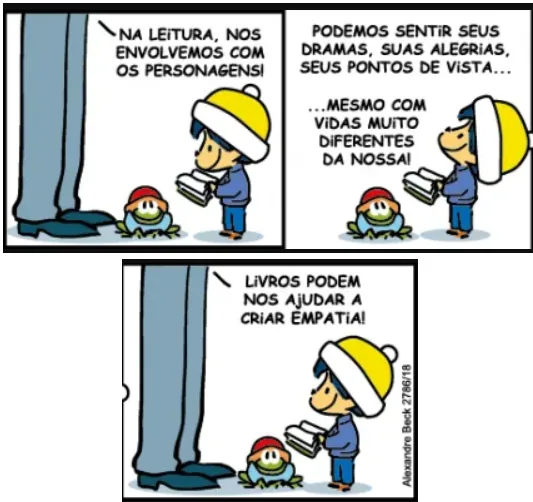 NA LEITURA, NOS
ENVOLVEMOS COM
OS PERSONAGENS!
PODEMOS SENTIR SEUS
DRAMAS, SUAS ALEGRIAS,
SEUS PONTOS DE VISTA...
...MESMO COM
VIDAS MUITO
DIFERENTES
DA NOSSA!
LIVROS PODEM
NOS AJUDAR A
CRIAR EMPATIA!
Alexandre Beck 2786/18